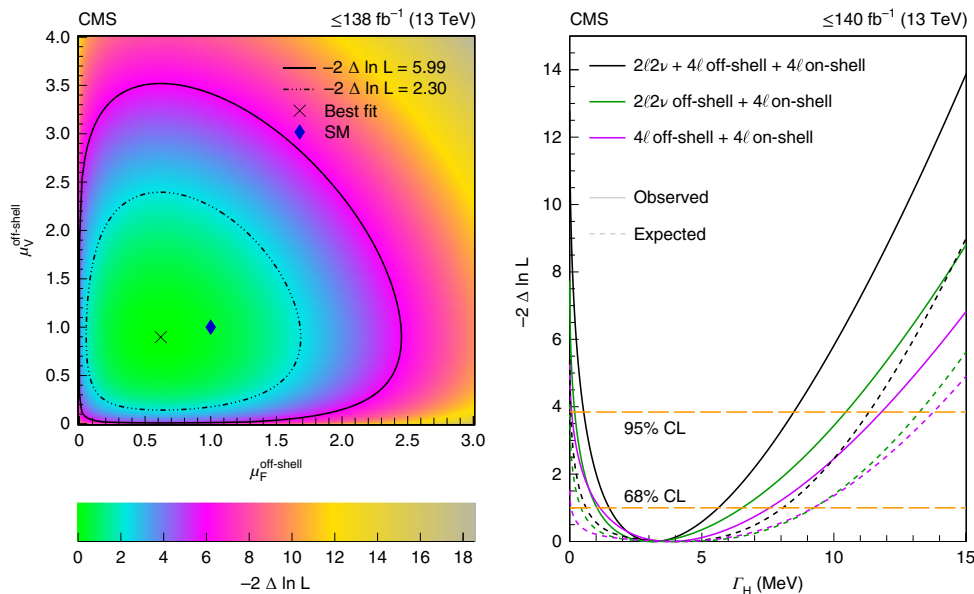 CMS
≤138 fb⁻¹ (13 TeV)
4.0
3.5
3.0
2.5
2.0
1.5
1.0
0.5
0
−2 Δ ln L = 5.99
−2 Δ ln L = 2.30
Best fit
SM
μV^off-shell
0
0.5
1.0
1.5
2.0
2.5
3.0
μF^off-shell
0
2
4
6
8
10
12
14
16
18
−2 Δ ln L
CMS
≤140 fb⁻¹ (13 TeV)
14
12
10
8
6
4
2
0
−2 Δ ln L
2ℓ2ν + 4ℓ off-shell + 4ℓ on-shell
2ℓ2ν off-shell + 4ℓ on-shell
4ℓ off-shell + 4ℓ on-shell
Observed
Expected
95% CL
68% CL
0
5
10
15
ΓH (MeV)